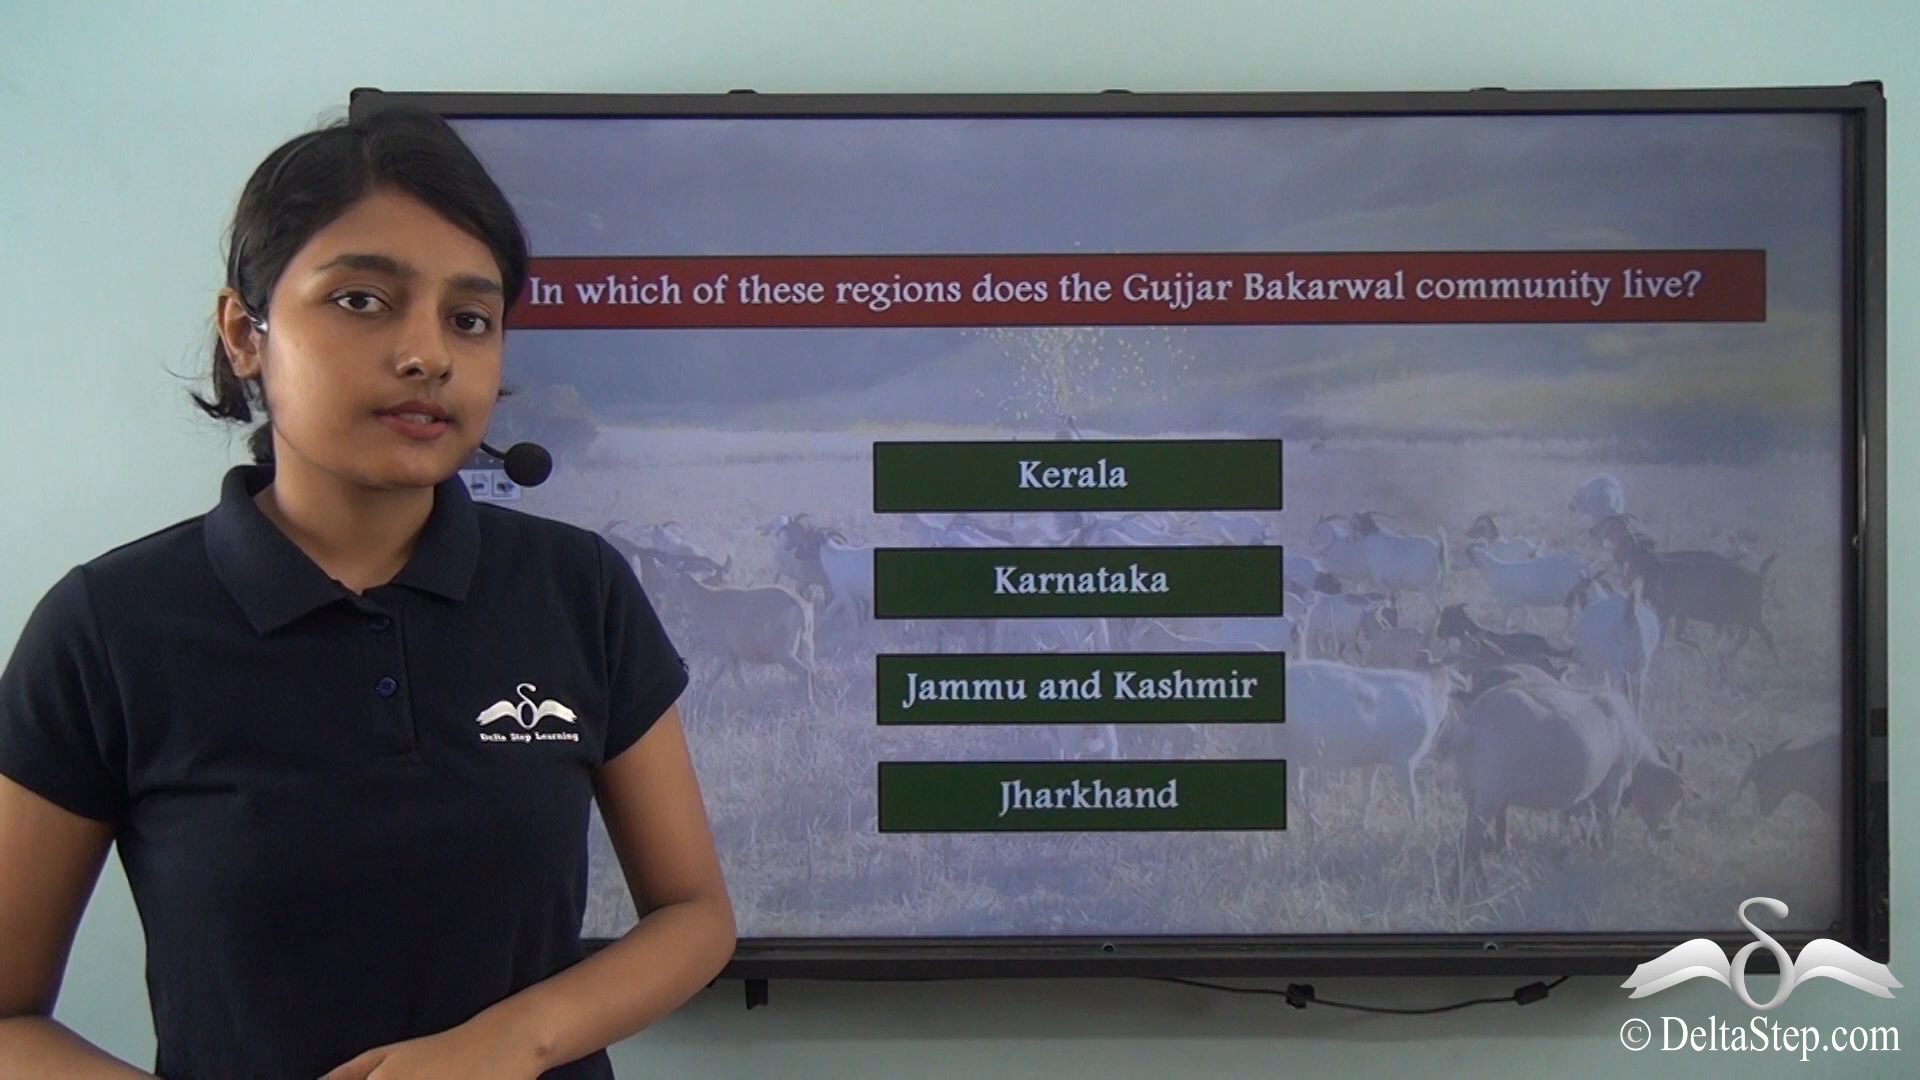 In which of these regions does the Gujjar Bakarwal community live?
Kerala
Karnataka
Jammu and Kashmir
Jharkhand
Delta Step Learning
© DeltaStep.com